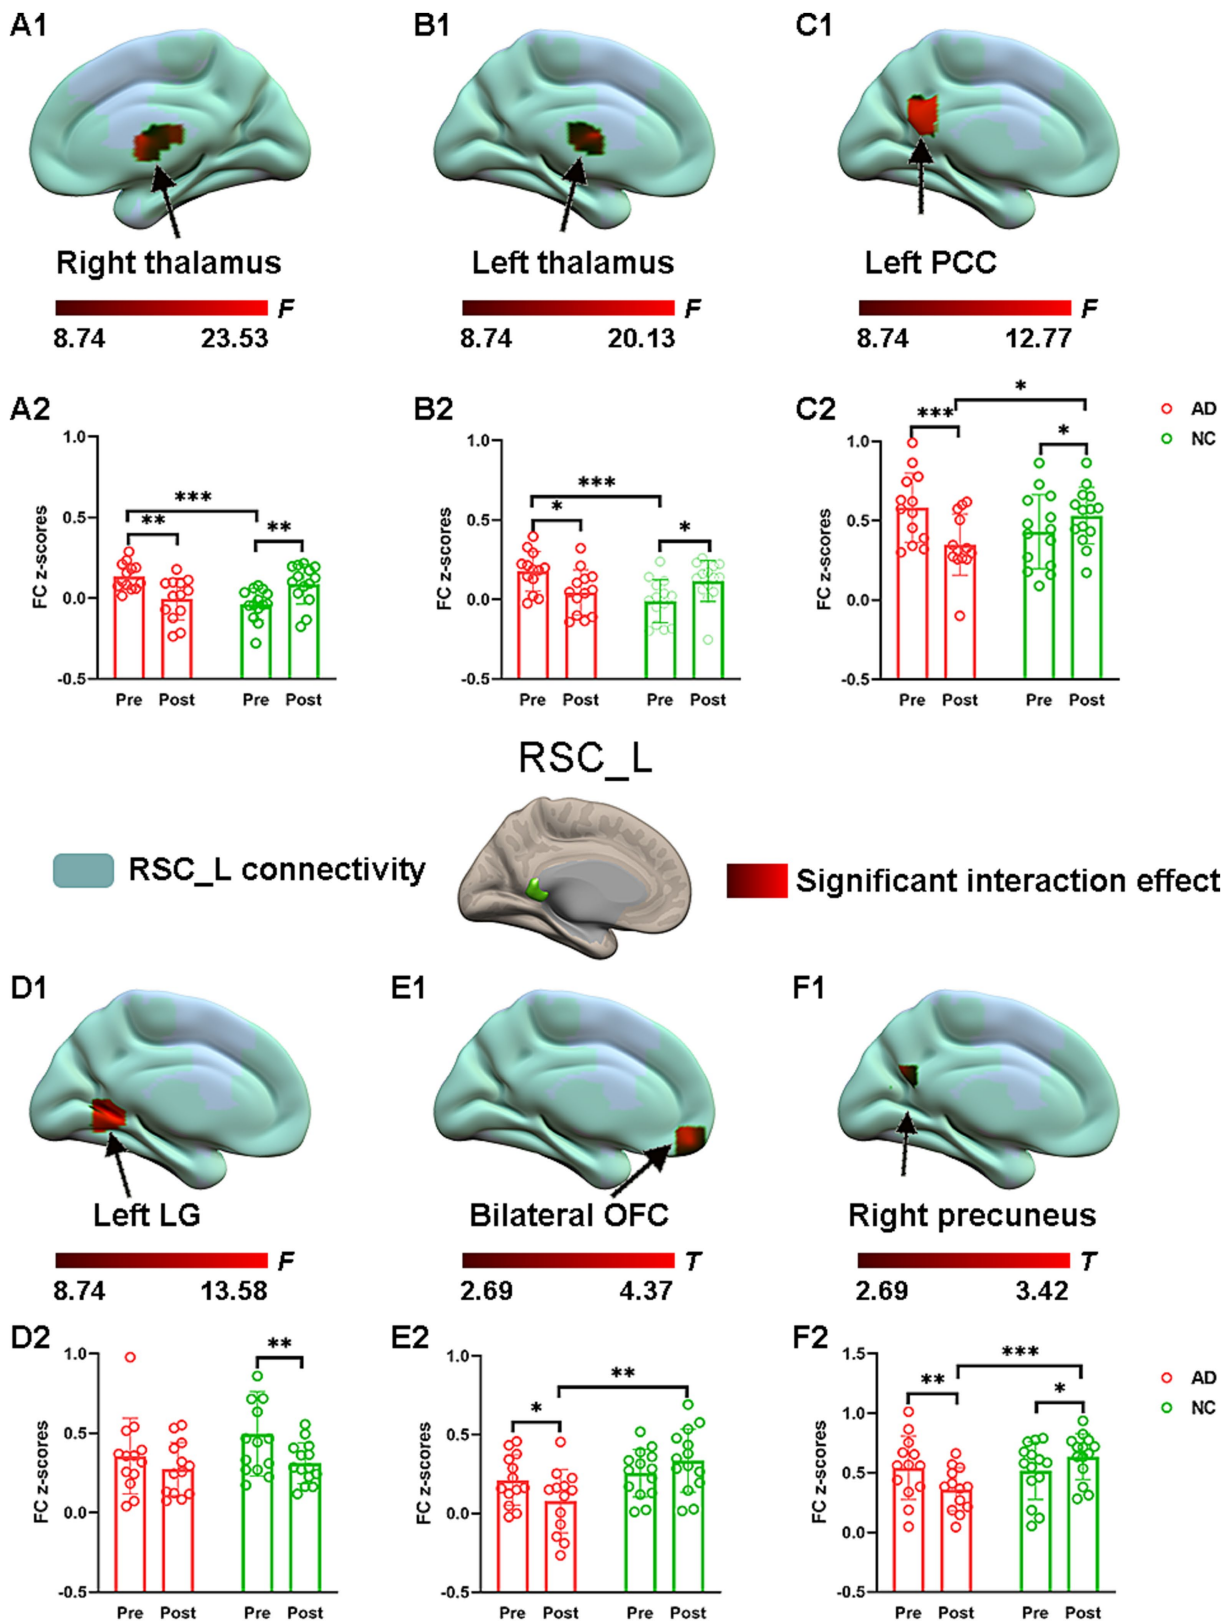 A1
B1
C1
Right thalamus
Left thalamus
Left PCC
F
F
F
8.74 23.53
8.74 20.13
8.74 12.77
A2
B2
C2
AD
NC
FC z-scores
1.0
0.5
0.0
-0.5
***
**
**
Pre Post Pre Post
FC z-scores
1.0
0.5
0.0
-0.5
***
*
*
Pre Post Pre Post
FC z-scores
1.0
0.5
0.0
-0.5
*
***
*
Pre Post Pre Post
RSC_L
RSC_L connectivity
Significant interaction effect
D1
E1
F1
Left LG
Bilateral OFC
Right precuneus
F
T
T
8.74 13.58
2.69 4.37
2.69 3.42
D2
E2
F2
AD
NC
FC z-scores
1.0
0.5
0.0
-0.5
**
Pre Post Pre Post
FC z-scores
1.0
0.5
0.0
-0.5
**
*
Pre Post Pre Post
FC z-scores
1.5
1.0
0.5
0.0
-0.5
***
**
*
Pre Post Pre Post